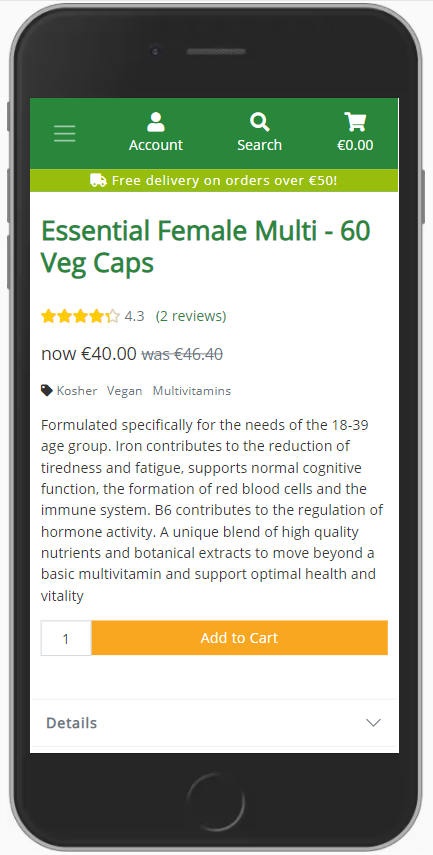 Account
Search
€0.00
Free delivery on orders over €50!
Essential Female Multi - 60
Veg Caps
4.3 (2 reviews)
now €40.00 was €46.40
Kosher Vegan Multivitamins
Formulated specifically for the needs of the 18-39
age group. Iron contributes to the reduction of
tiredness and fatigue, supports normal cognitive
function, the formation of red blood cells and the
immune system. B6 contributes to the regulation of
hormone activity. A unique blend of high quality
nutrients and botanical extracts to move beyond a
basic multivitamin and support optimal health and
vitality
1 Add to Cart
Details